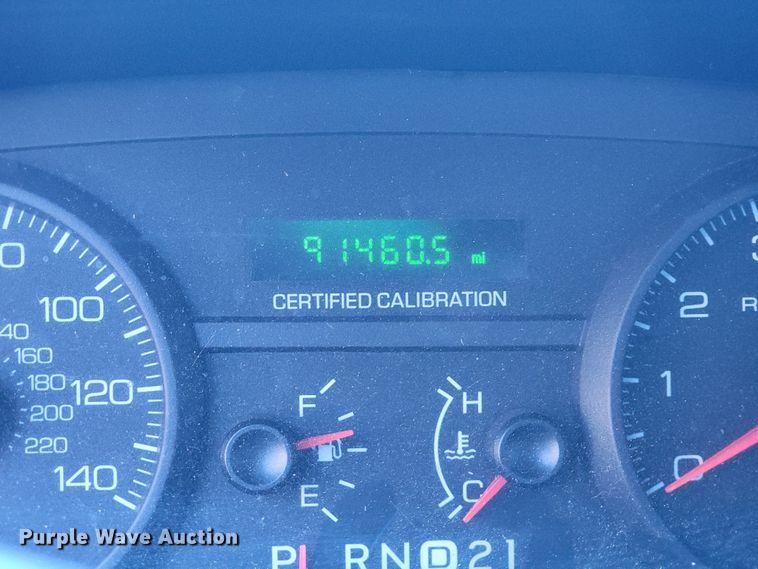 91460.5 mi
CERTIFIED CALIBRATION
100
120
140
160
180
200
220
140
F
E
H
C
3
2
1
0
R
P R N D 2 1
Purple Wave Auction